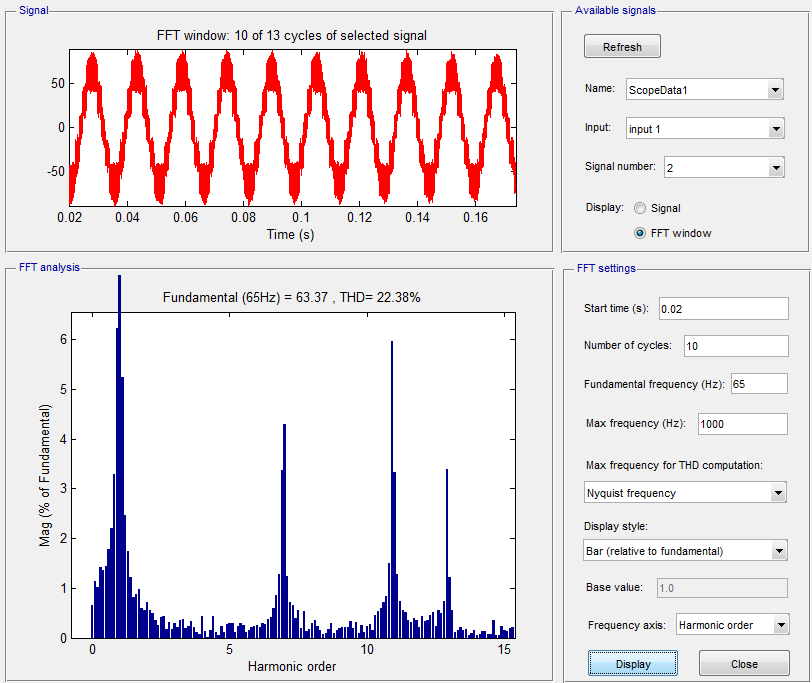 Signal
FFT window: 10 of 13 cycles of selected signal
50
0
-50
0.02 0.04 0.06 0.08 0.1 0.12 0.14 0.16
Time (s)
Available signals
Refresh
Name: ScopeData1
Input: input 1
Signal number: 2
Display: Signal
FFT window
FFT analysis
Fundamental (65Hz) = 63.37 , THD= 22.38%
6
5
4
3
2
1
0
Mag (% of Fundamental)
0 5 10 15
Harmonic order
FFT settings
Start time (s): 0.02
Number of cycles: 10
Fundamental frequency (Hz): 65
Max frequency (Hz): 1000
Max frequency for THD computation:
Nyquist frequency
Display style:
Bar (relative to fundamental)
Base value: 1.0
Frequency axis: Harmonic order
Display Close